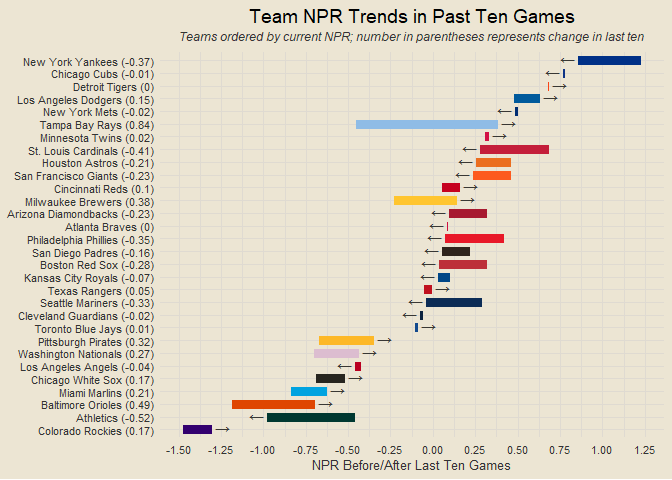 Team NPR Trends in Past Ten Games
Teams ordered by current NPR; number in parentheses represents change in last ten
New York Yankees (-0.37)
Chicago Cubs (-0.01)
Detroit Tigers (0)
Los Angeles Dodgers (0.15)
New York Mets (-0.02)
Tampa Bay Rays (0.84)
Minnesota Twins (0.02)
St. Louis Cardinals (-0.41)
Houston Astros (-0.21)
San Francisco Giants (-0.23)
Cincinnati Reds (0.1)
Milwaukee Brewers (0.38)
Arizona Diamondbacks (-0.23)
Atlanta Braves (0)
Philadelphia Phillies (-0.35)
San Diego Padres (-0.16)
Boston Red Sox (-0.28)
Kansas City Royals (-0.07)
Texas Rangers (0.05)
Seattle Mariners (-0.33)
Cleveland Guardians (-0.02)
Toronto Blue Jays (0.01)
Pittsburgh Pirates (0.32)
Washington Nationals (0.27)
Los Angeles Angels (-0.04)
Chicago White Sox (0.17)
Miami Marlins (0.21)
Baltimore Orioles (0.49)
Athletics (-0.52)
Colorado Rockies (0.17)
-1.50 -1.25 -1.00 -0.75 -0.50 -0.25 0.00 0.25 0.50 0.75 1.00 1.25
NPR Before/After Last Ten Games